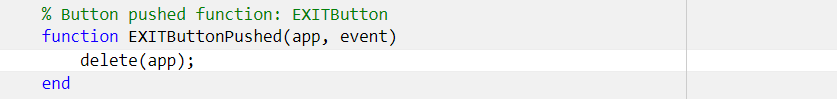 % Button pushed function: EXITButton
function EXITButtonPushed(app, event)
delete(app);
end